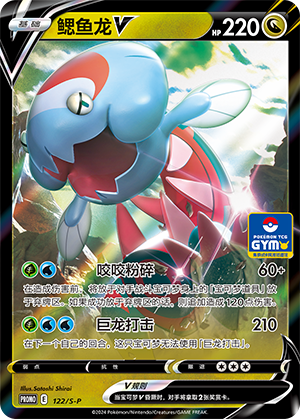 基础
鳃鱼龙V
HP 220
POKÉMON TCG
GYM
咬咬粉碎 60+
在造成伤害前，将放于对手战斗宝可梦身上的「宝可梦道具」放
于弃牌区。如果成功放于弃牌区的话，则追加造成120点伤害。
巨龙打击 210
在下一个自己的回合，这只宝可梦无法使用「巨龙打击」。
弱点 抵抗力 撤退
Illus.Satoshi Shirai
V规则
PROMO E 122/S-P
当宝可梦V昏厥时，对手将拿取2张奖赏卡。
©2024 Pokémon/Nintendo/Creatures/GAME FREAK